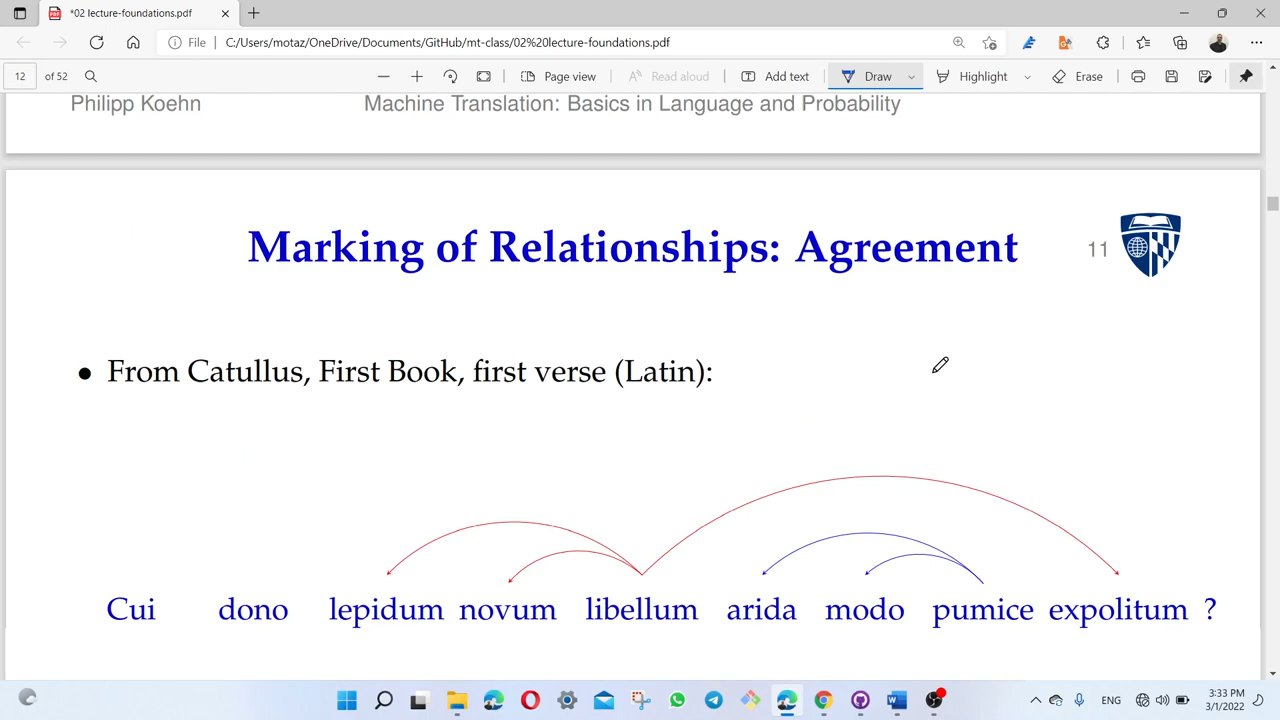 *02 lecture-foundations.pdf
File C:/Users/motaz/OneDrive/Documents/GitHub/mt-class/02%20lecture-foundations.pdf
12 of 52 Page view Read aloud Add text Draw Highlight Erase
Philipp Koehn Machine Translation: Basics in Language and Probability
Marking of Relationships: Agreement 11
● From Catullus, First Book, first verse (Latin):
Cui dono lepidum novum libellum arida modo pumice expolitum ?
ENG 3:33 PM
3/1/2022